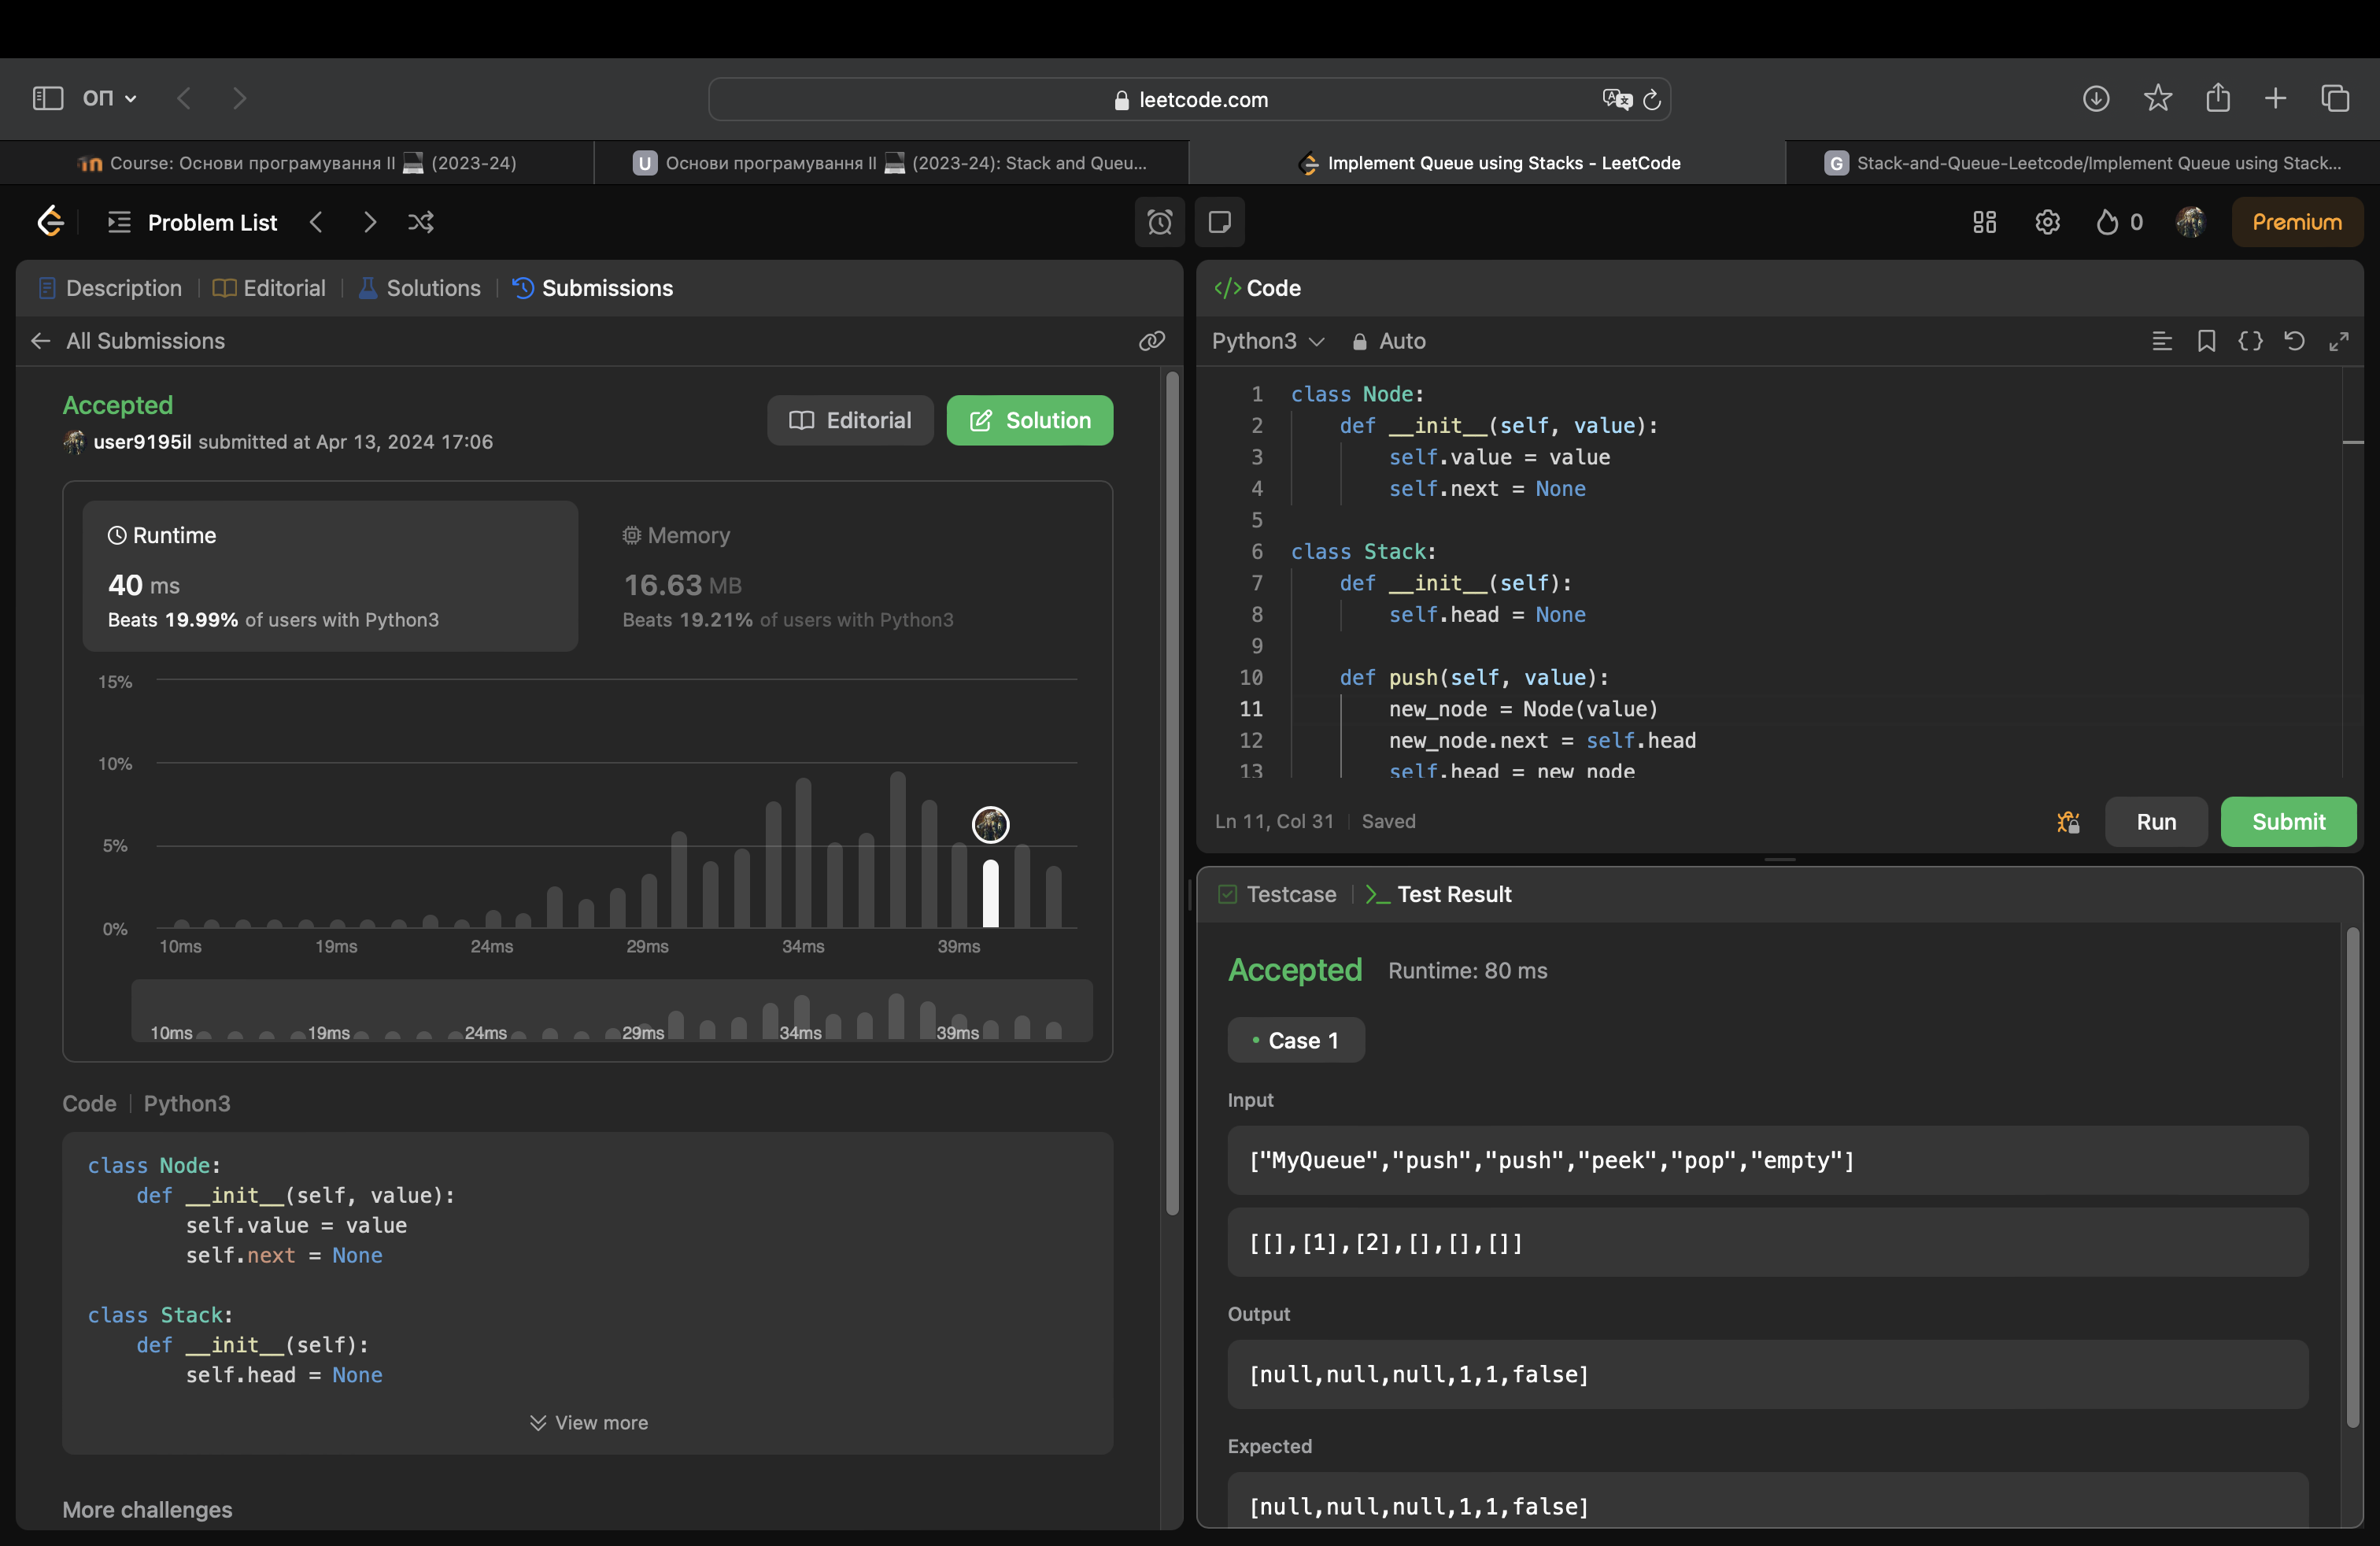 ОП
leetcode.com
Course: Основи програмування II 💻 (2023-24)
U Основи програмування II 💻 (2023-24): Stack and Queu...
Implement Queue using Stacks - LeetCode
G Stack-and-Queue-Leetcode/Implement Queue using Stack...
Problem List
0
Premium
Description
Editorial
Solutions
Submissions
All Submissions
Accepted
user9195il submitted at Apr 13, 2024 17:06
Editorial
Solution
Runtime
40 ms
Beats 19.99% of users with Python3
Memory
16.63 MB
Beats 19.21% of users with Python3
15%
10%
5%
0%
10ms 19ms 24ms 29ms 34ms 39ms
10ms 19ms 24ms 29ms 34ms 39ms
Code | Python3
class Node:
    def __init__(self, value):
        self.value = value
        self.next = None
class Stack:
    def __init__(self):
        self.head = None
View more
More challenges
</> Code
Python3
Auto
1 class Node:
2     def __init__(self, value):
3         self.value = value
4         self.next = None
5
6 class Stack:
7     def __init__(self):
8         self.head = None
9
10     def push(self, value):
11         new_node = Node(value)
12         new_node.next = self.head
13         self.head = new_node
Ln 11, Col 31 | Saved
Run
Submit
Testcase
>_ Test Result
Accepted Runtime: 80 ms
• Case 1
Input
["MyQueue","push","push","peek","pop","empty"]
[[],[1],[2],[],[],[]]
Output
[null,null,null,1,1,false]
Expected
[null,null,null,1,1,false]